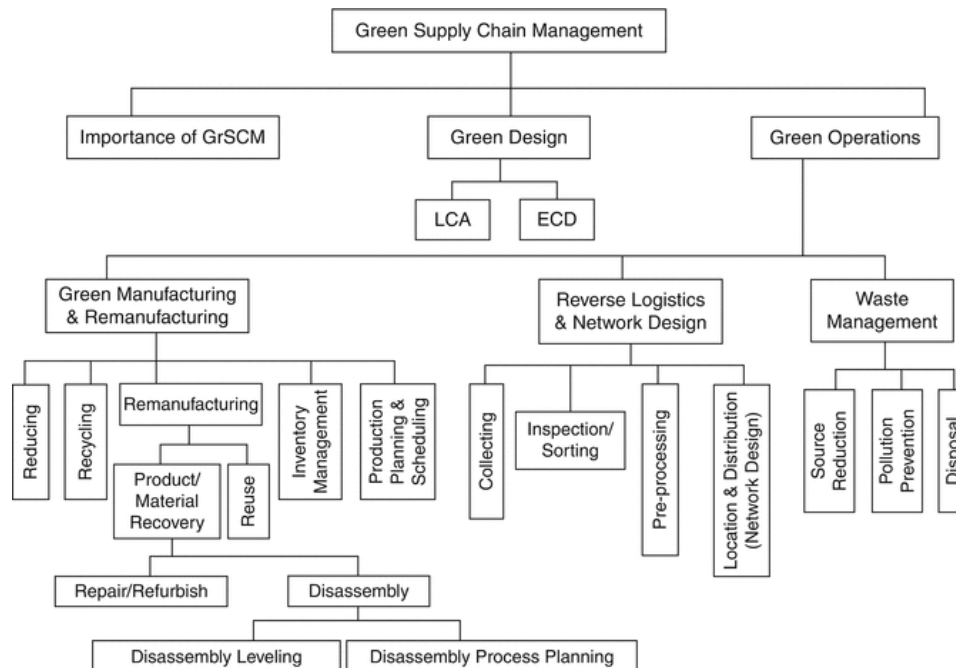 Green Supply Chain Management
Importance of GrSCM
Green Design
Green Operations
LCA
ECD
Green Manufacturing
& Remanufacturing
Reverse Logistics
& Network Design
Waste
Management
Reducing
Recycling
Remanufacturing
Inventory
Management
Production
Planning &
Scheduling
Collecting
Inspection/
Sorting
Pre-processing
Location & Distribution
(Network Design)
Source
Reduction
Pollution
Prevention
Disposal
Product/
Material
Recovery
Reuse
Repair/Refurbish
Disassembly
Disassembly Leveling
Disassembly Process Planning